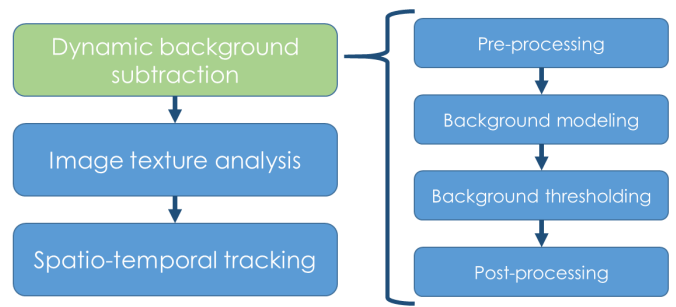 Dynamic background
subtraction
Image texture analysis
Spatio-temporal tracking
Pre-processing
Background modeling
Background thresholding
Post-processing